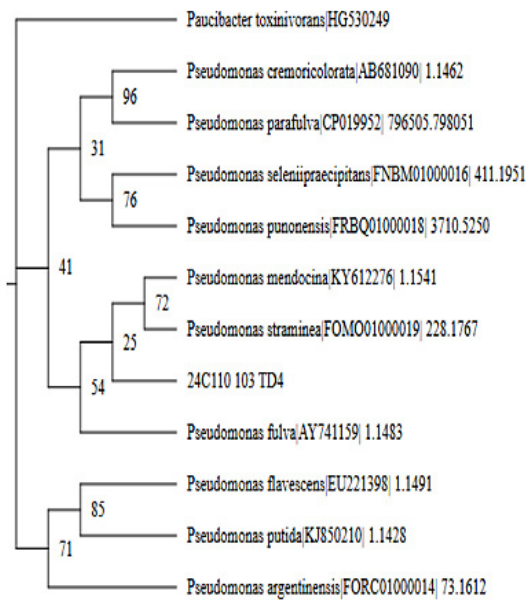 Paucibacter toxinivorans|HG530249
Pseudomonas cremoricolorata|AB681090| 1.1462
96
Pseudomonas parafulva|CP019952| 796505.798051
31
Pseudomonas seleniipraecipitans|FNBM01000016| 411.1951
76
Pseudomonas punonensis|FRBQ01000018| 3710.5250
41
Pseudomonas mendocina|KY612276| 1.1541
72
Pseudomonas straminea|FOMO01000019| 228.1767
25
24C110 103 TD4
54
Pseudomonas fulva|AY741159| 1.1483
Pseudomonas flavescens|EU221398| 1.1491
85
Pseudomonas putida|KJ850210| 1.1428
71
Pseudomonas argentinensis|FORC01000014| 73.1612